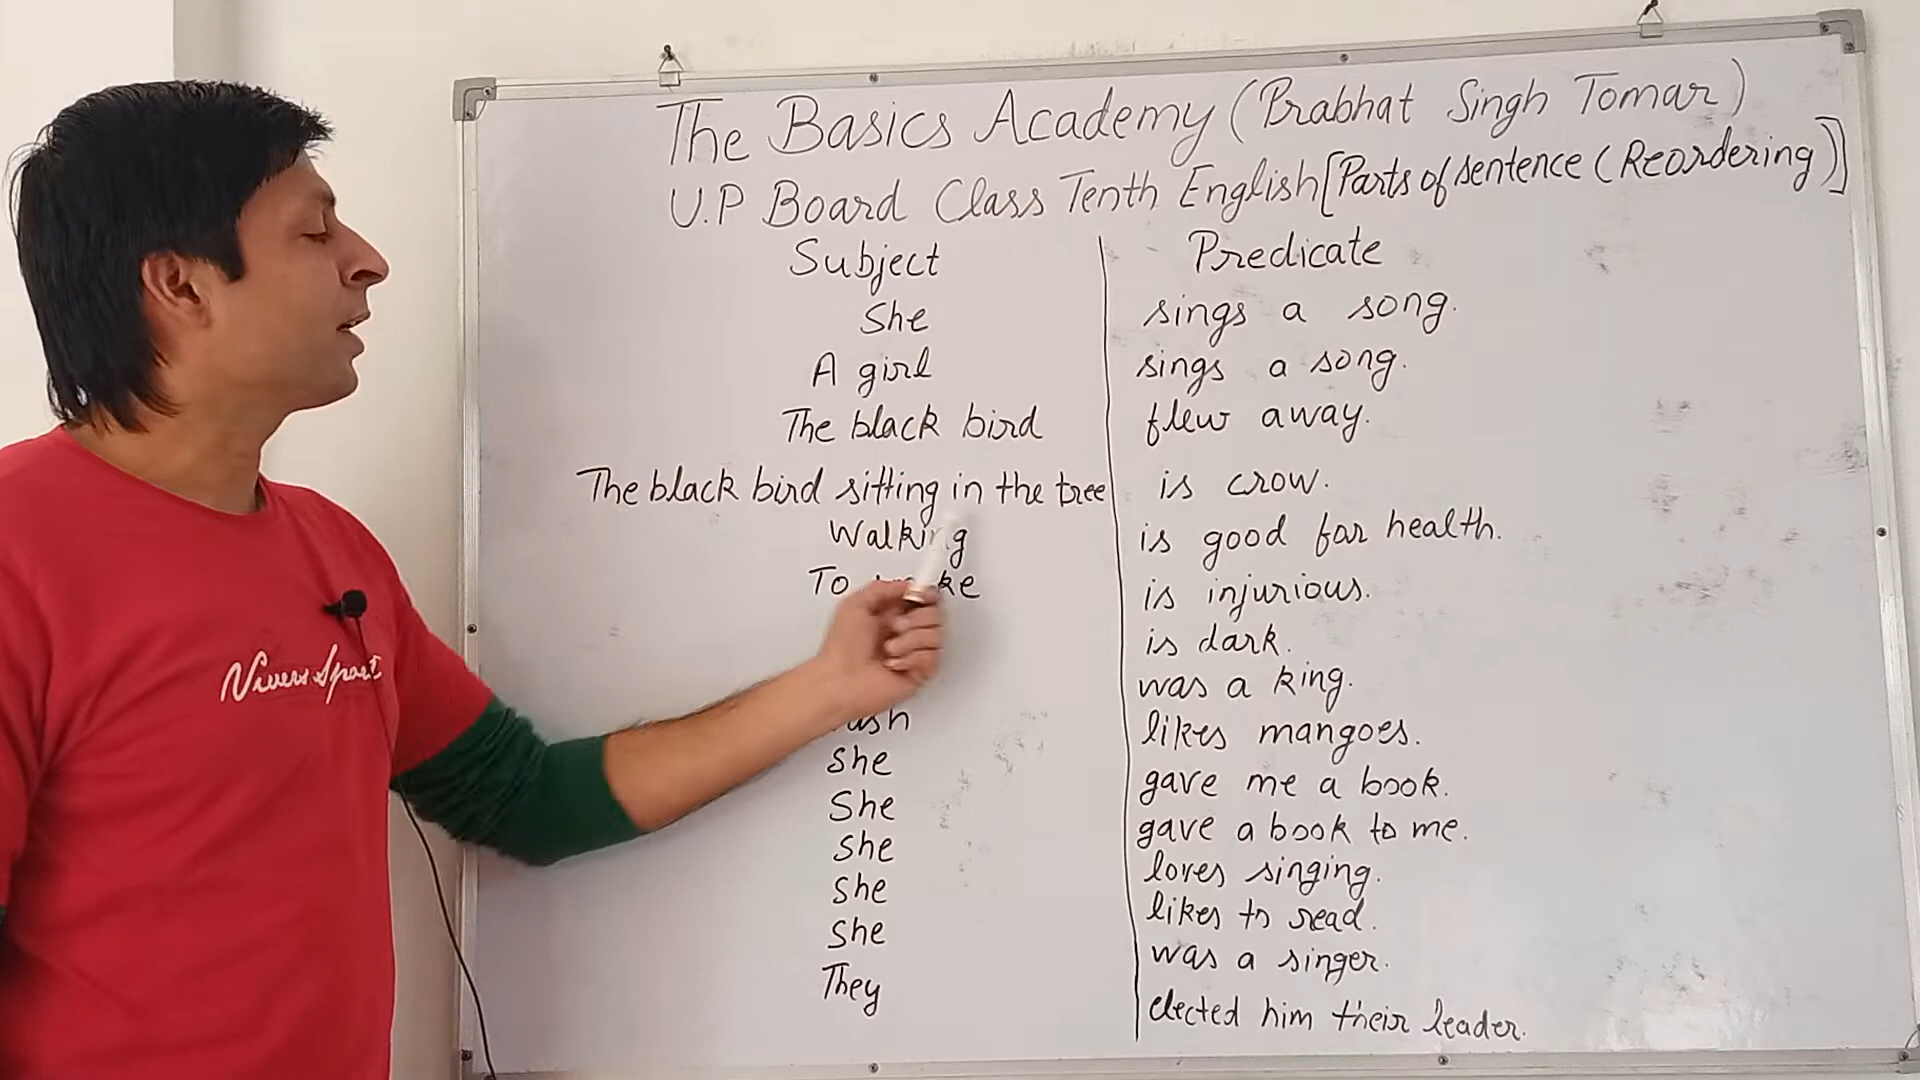 The Basics Academy (Prabhat Singh Tomar)
U.P Board Class Tenth English [Parts of sentence (Reordering)]
Subject Predicate
She sings a song.
A girl sings a song.
The black bird flew away.
The black bird sitting in the tree is crow.
Walking is good for health.
To is injurious.
is dark.
was a king.
likes mangoes.
She gave me a book.
She gave a book to me.
She loves singing.
She likes to read.
She was a singer.
They elected him their leader.